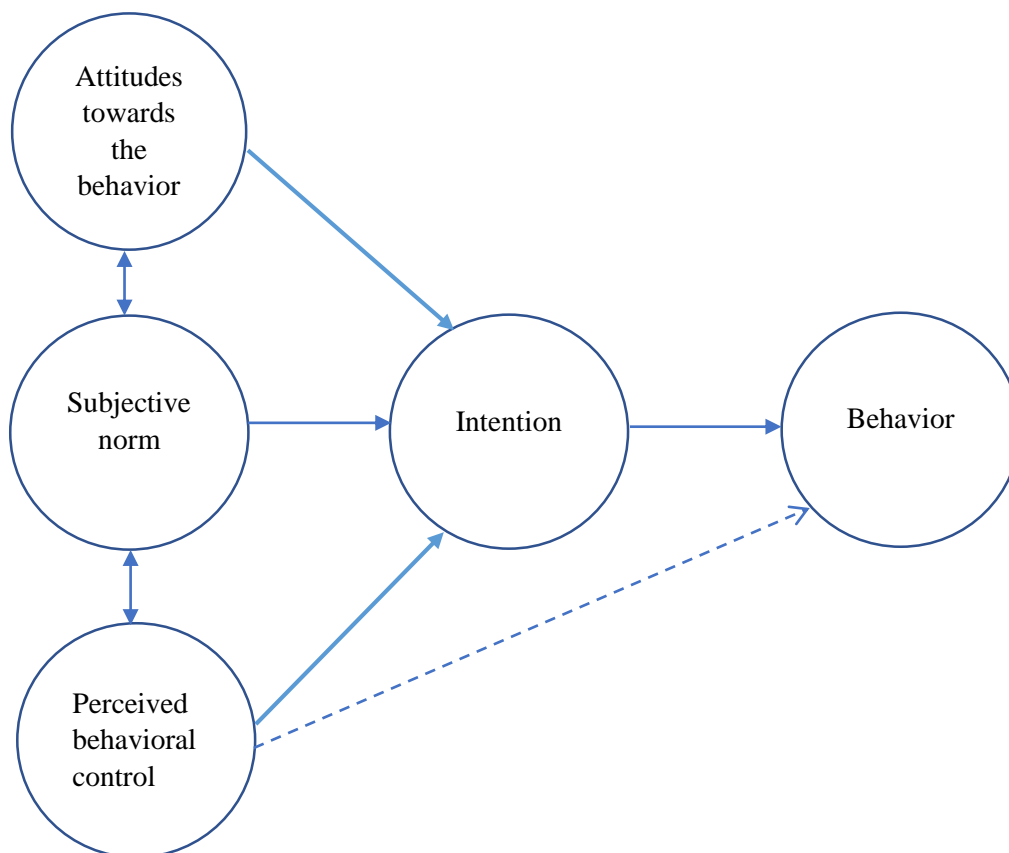 Attitudes
towards
the
behavior
Subjective
norm
Intention
Behavior
Perceived
behavioral
control